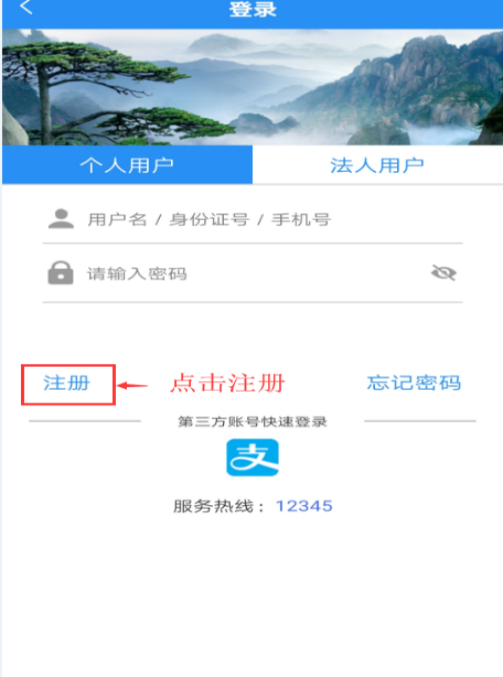 登录
个人用户 法人用户
用户名 / 身份证号 / 手机号
请输入密码
注册 点击注册 忘记密码
第三方账号快速登录
支
服务热线：12345